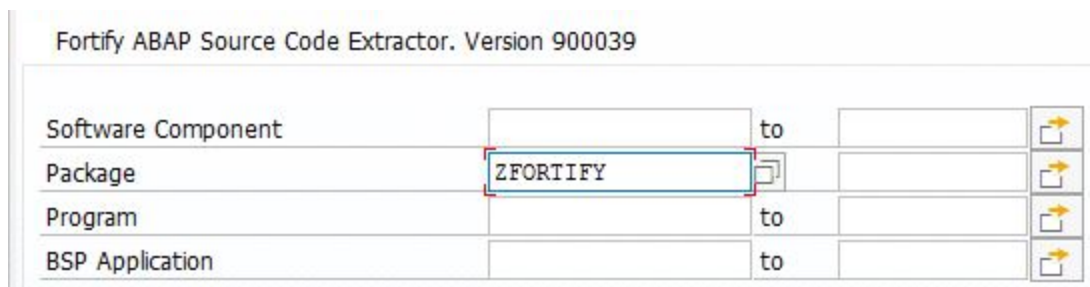 Fortify ABAP Source Code Extractor. Version 900039
Software Component to
Package ZFORTIFY
Program to
BSP Application to